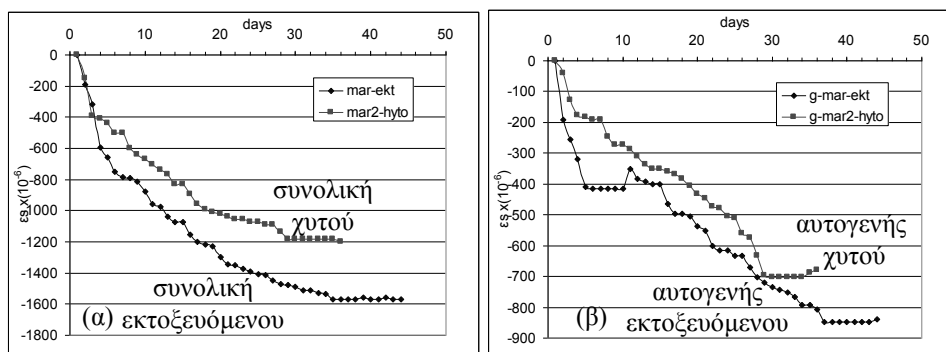 days
0 10 20 30 40 50
0
-200
-400
-600
-800
-1000
-1200
-1400
-1600
-1800
εs x(10⁻⁶)
mar-ekt
mar2-hyto
συνολική
χυτού
συνολική
εκτοξευόμενου
(α)
days
0 10 20 30 40 50
0
-100
-200
-300
-400
-500
-600
-700
-800
-900
εs x(10⁻⁶)
g-mar-ekt
g-mar2-hyto
αυτογενής
χυτού
αυτογενής
εκτοξευόμενου
(β)